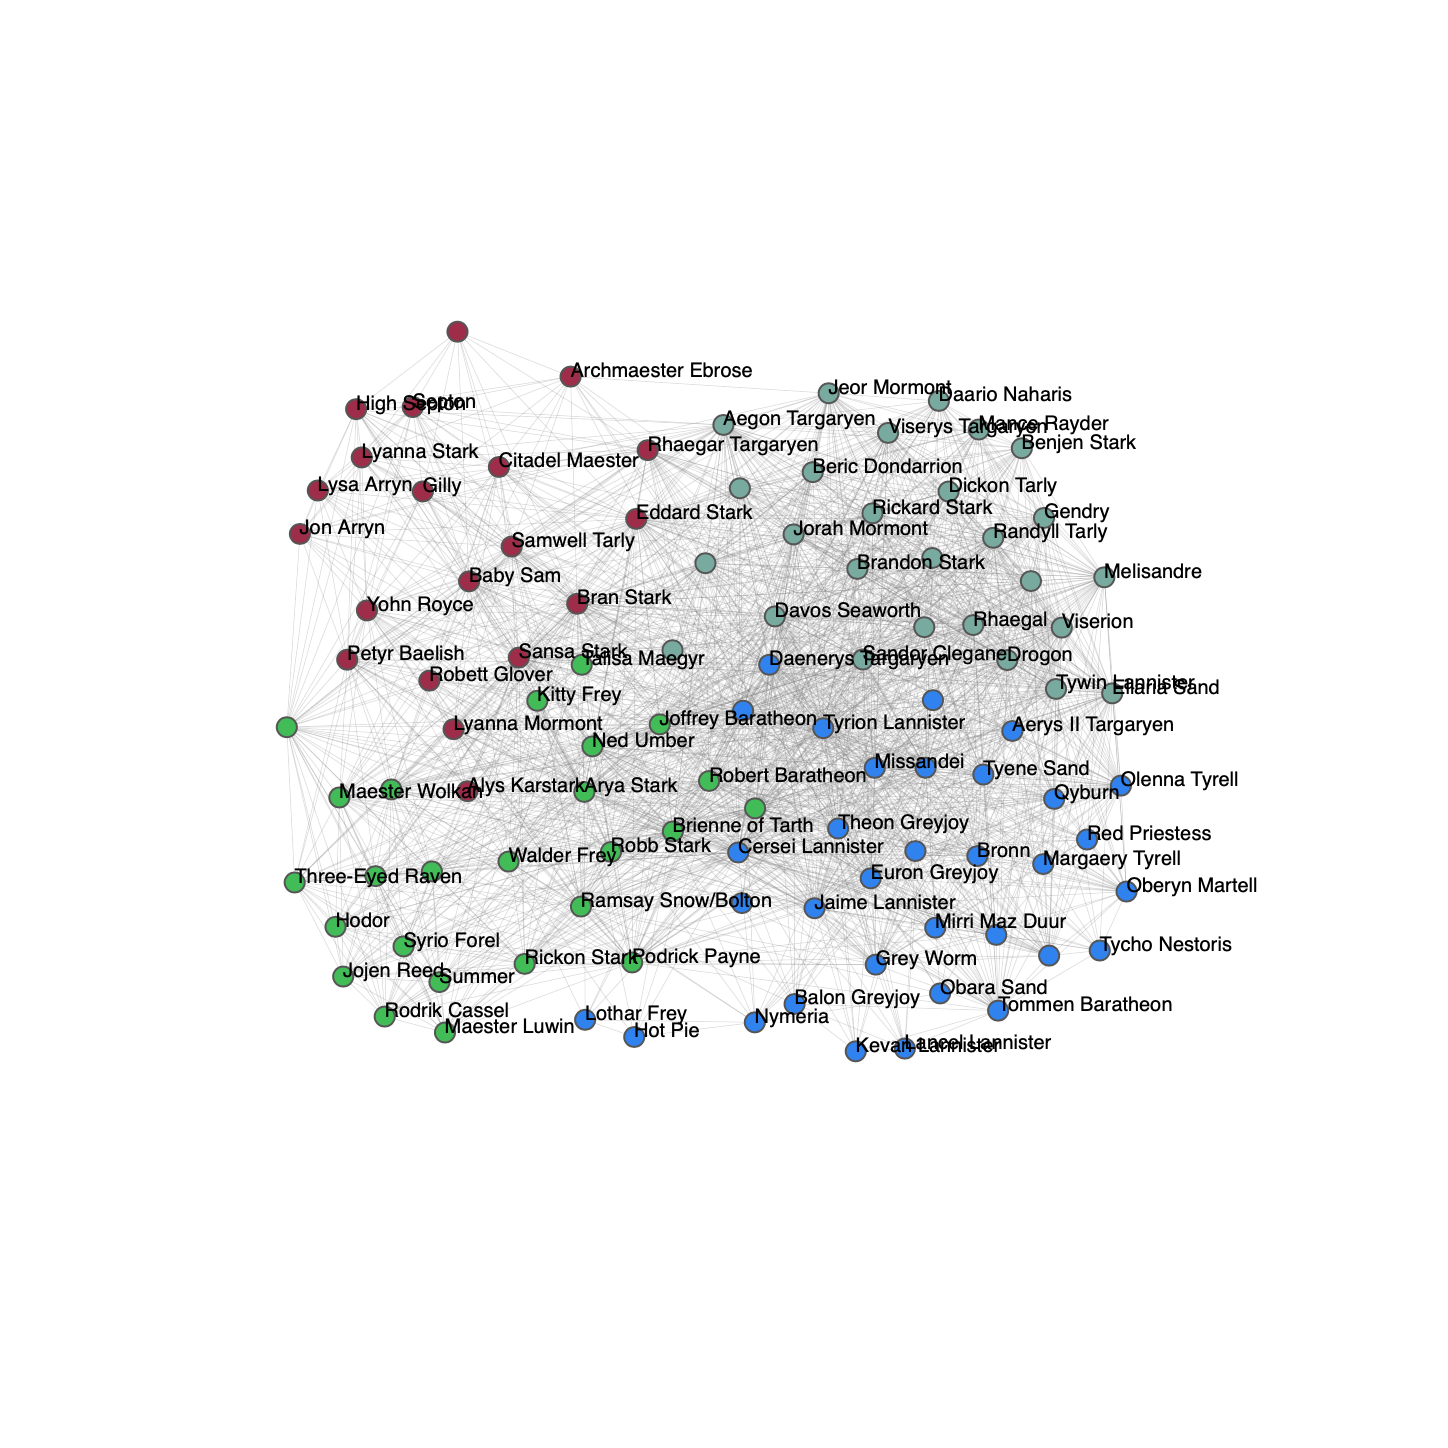 Archmaester Ebrose
Jeor Mormont
Daario Naharis
High Septon
Septon
Aegon Targaryen
Viserys Targaryen
Mance Rayder
Rhaegar Targaryen
Benjen Stark
Lyanna Stark
Citadel Maester
Beric Dondarrion
Lysa Arryn
Gilly
Dickon Tarly
Eddard Stark
Rickard Stark
Gendry
Jon Arryn
Jorah Mormont
Randyll Tarly
Samwell Tarly
Brandon Stark
Baby Sam
Melisandre
Yohn Royce
Bran Stark
Davos Seaworth
Rhaegal
Viserion
Petyr Baelish
Sansa Stark
Talisa Maegyr
Daenerys Targaryen
Sandor Clegane
Drogon
Robett Glover
Kitty Frey
Tywin Lannister
Ellaria Sand
Lyanna Mormont
Joffrey Baratheon
Tyrion Lannister
Aerys II Targaryen
Ned Umber
Missandei
Tyene Sand
Maester Wolkan
Alys Karstark
Arya Stark
Robert Baratheon
Olenna Tyrell
Qyburn
Brienne of Tarth
Theon Greyjoy
Red Priestess
Walder Frey
Robb Stark
Cersei Lannister
Bronn
Margaery Tyrell
Three-Eyed Raven
Euron Greyjoy
Oberyn Martell
Ramsay Snow/Bolton
Jaime Lannister
Hodor
Mirri Maz Duur
Syrio Forel
Tycho Nestoris
Jojen Reed
Summer
Rickon Stark
Podrick Payne
Grey Worm
Obara Sand
Rodrik Cassel
Lothar Frey
Balon Greyjoy
Tommen Baratheon
Maester Luwin
Hot Pie
Nymeria
Kevan Lannister
Lancel Lannister